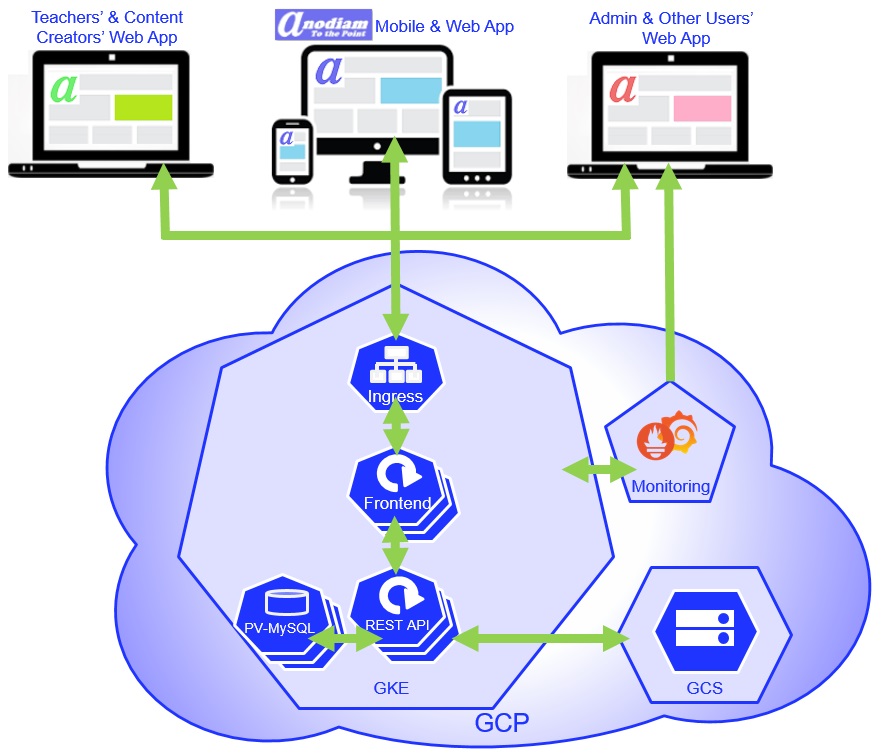 Teachers' & Content
Creators' Web App
anodiam
To the Point
Mobile & Web App
Admin & Other Users'
Web App
a
a
a
a
a
Ingress
Frontend
Monitoring
PV-MySQL
REST API
GKE
GCS
GCP